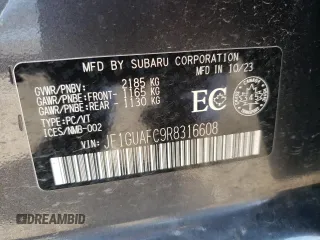 MFD BY SUBARU CORPORATION
MFD IN 10/23
GVWR/PNBV: 2185 KG
GAWR/PNBE:FRONT- 1165 KG
GAWR/PNBE:REAR - 1130 KG
TYPE:PC/VT
ICES/NMB-002
EC
VIN: JF1GUAFC9R8316608
©DREAMBID